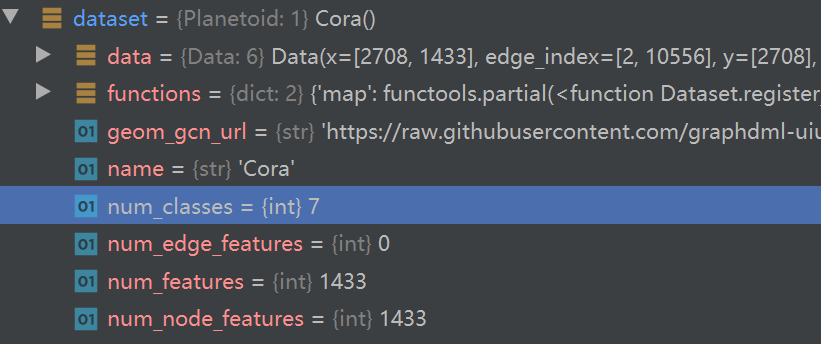 dataset = {Planetoid: 1} Cora()
data = {Data: 6} Data(x=[2708, 1433], edge_index=[2, 10556], y=[2708],
functions = {dict: 2} {'map': functools.partial(<function Dataset.register_
01 geom_gcn_url = {str} 'https://raw.githubusercontent.com/graphdml-uiu
01 name = {str} 'Cora'
01 num_classes = {int} 7
01 num_edge_features = {int} 0
01 num_features = {int} 1433
01 num_node_features = {int} 1433